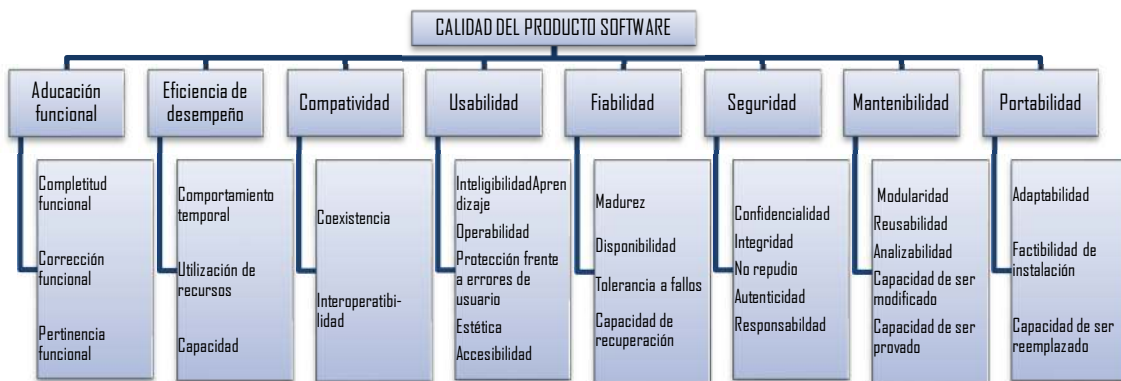 CALIDAD DEL PRODUCTO SOFTWARE
Aducación
funcional
Eficiencia de
desempeño
Compatividad
Usabilidad
Fiabilidad
Seguridad
Mantenibilidad
Portabilidad
Completitud
funcional
Corrección
funcional
Pertinencia
funcional
Comportamiento
temporal
Utilización de
recursos
Capacidad
Coexistencia
Interoperatibi-
lidad
InteligibilidadApren
dizaje
Operabilidad
Protección frente
a errores de
usuario
Estética
Accesibilidad
Madurez
Disponibilidad
Tolerancia a fallos
Capacidad de
recuperación
Confidencialidad
Integridad
No repudio
Autenticidad
Responsabildad
Modularidad
Reusabilidad
Analizabilidad
Capacidad de ser
modificado
Capacidad de ser
provado
Adaptabilidad
Factibilidad de
instalación
Capacidad de ser
reemplazado